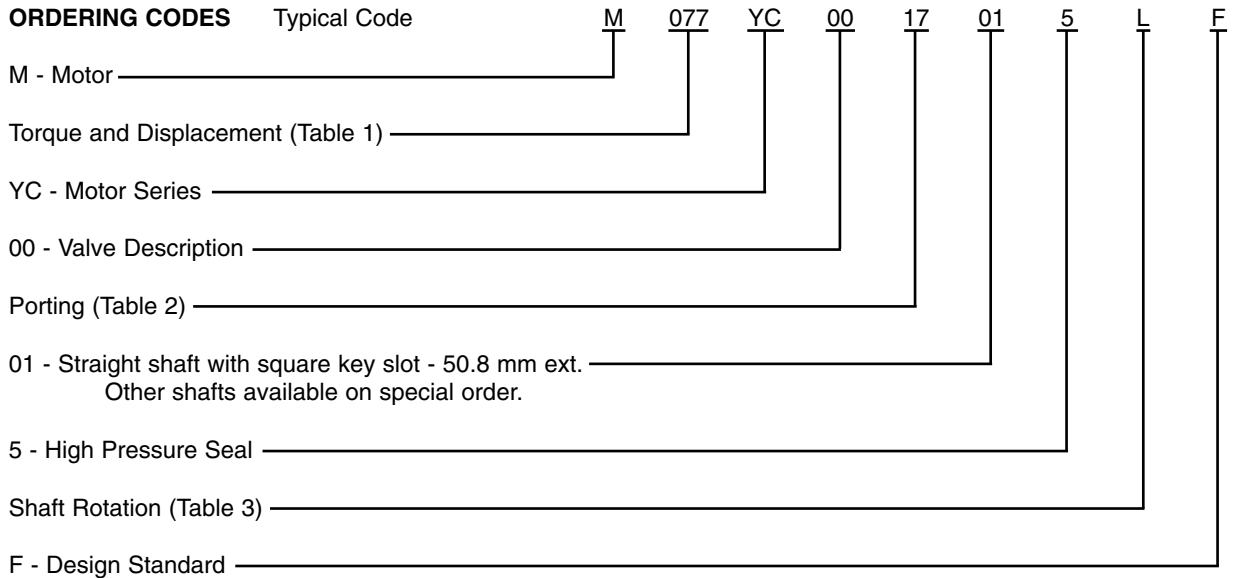 ORDERING CODES Typical Code M 077 YC 00 17 01 5 L F
M - Motor
Torque and Displacement (Table 1)
YC - Motor Series
00 - Valve Description
Porting (Table 2)
01 - Straight shaft with square key slot - 50.8 mm ext.
Other shafts available on special order.
5 - High Pressure Seal
Shaft Rotation (Table 3)
F - Design Standard